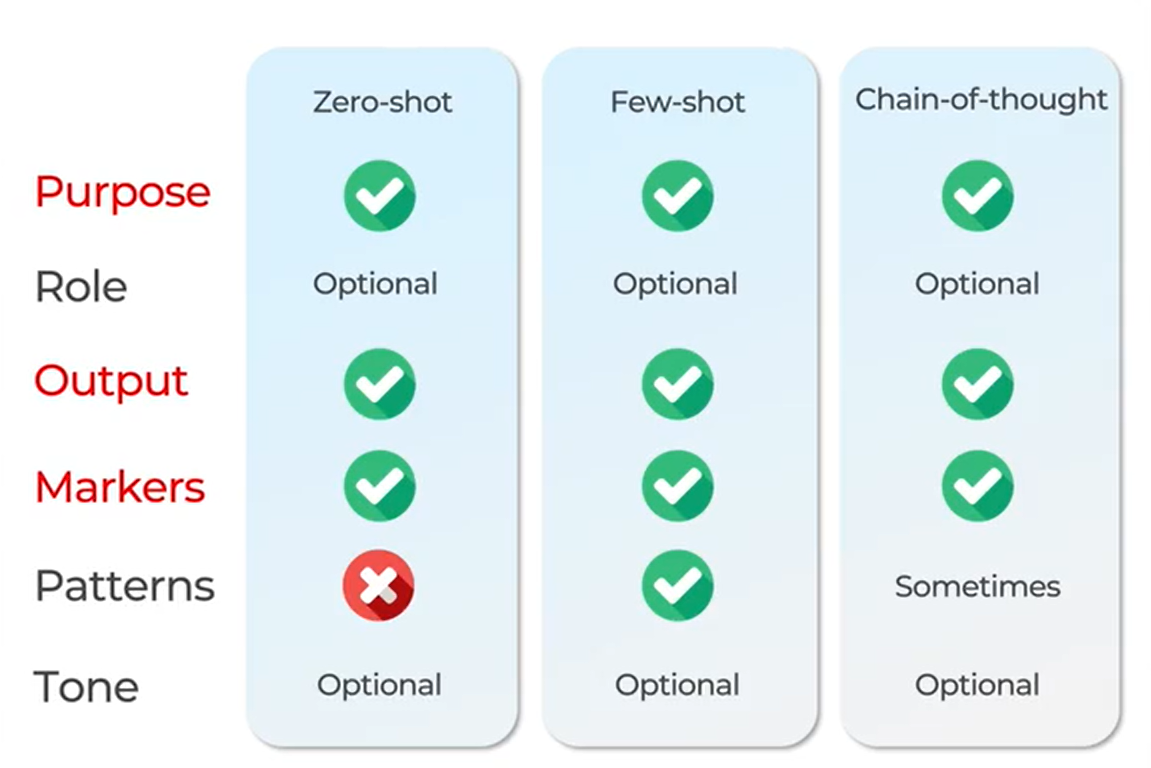 Zero-shot Few-shot Chain-of-thought
Purpose
Role Optional Optional Optional
Output
Markers
Patterns Sometimes
Tone Optional Optional Optional